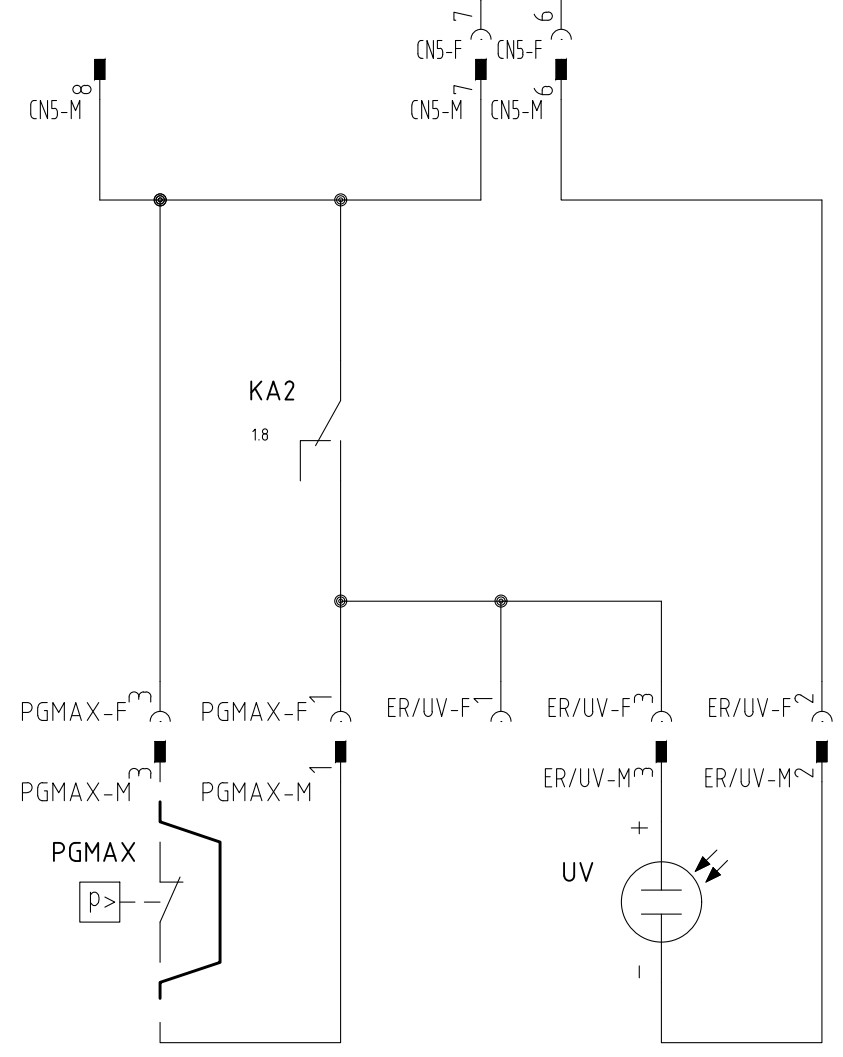 7 6
CN5-F CN5-F
8 7 6
CN5-M CN5-M CN5-M
KA2
1.8
3 1 1 3 2
PGMAX-F PGMAX-F ER/UV-F ER/UV-F ER/UV-F
3 1 3 2
PGMAX-M PGMAX-M ER/UV-M ER/UV-M
+
PGMAX UV
p>
-